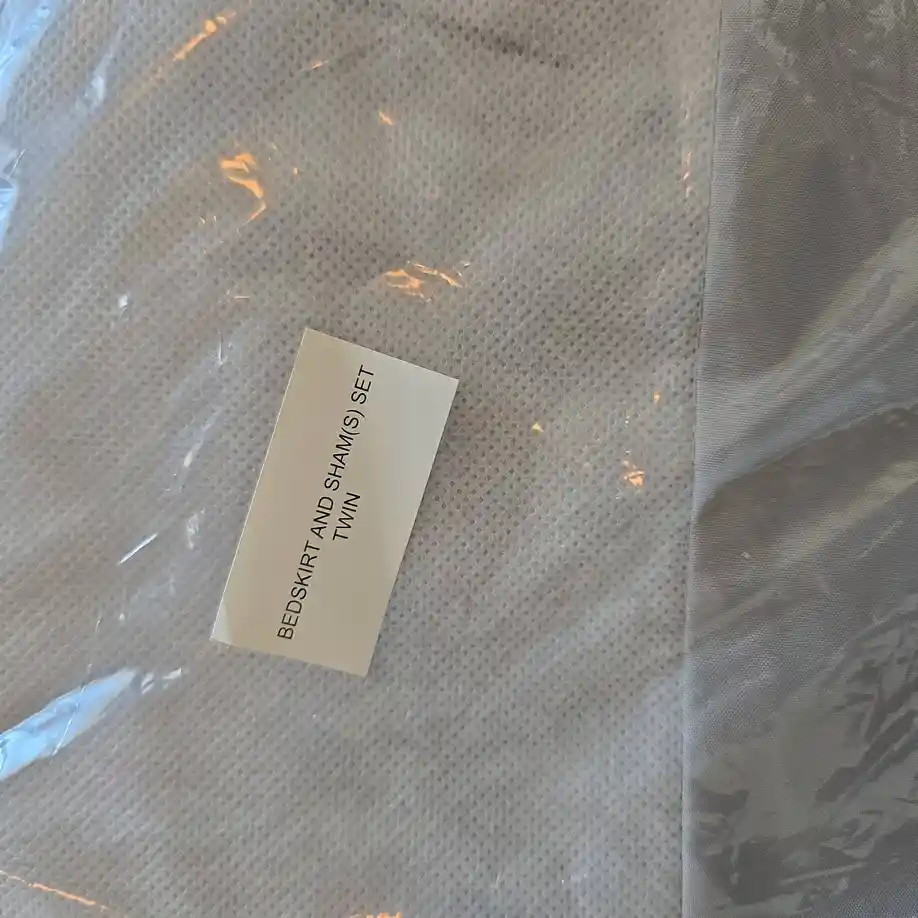 BEDSKIRT AND SHAM(S) SET
TWIN